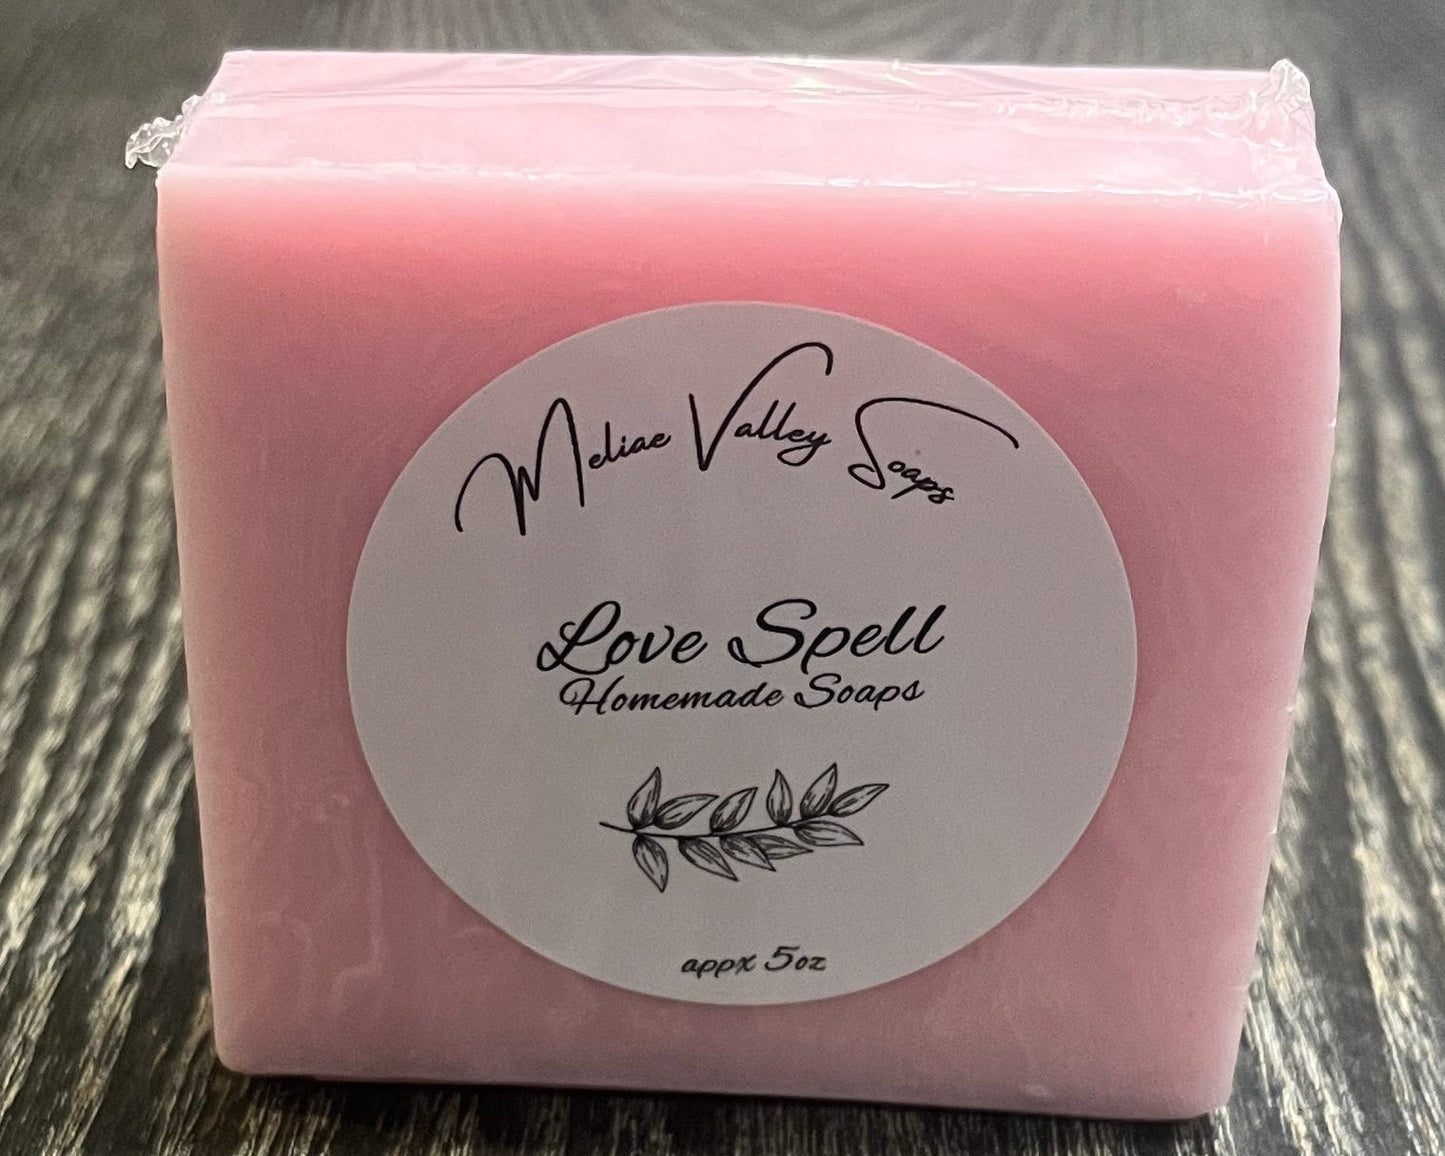 Meliae Valley Soaps
Love Spell
Homemade Soaps
appx 5oz